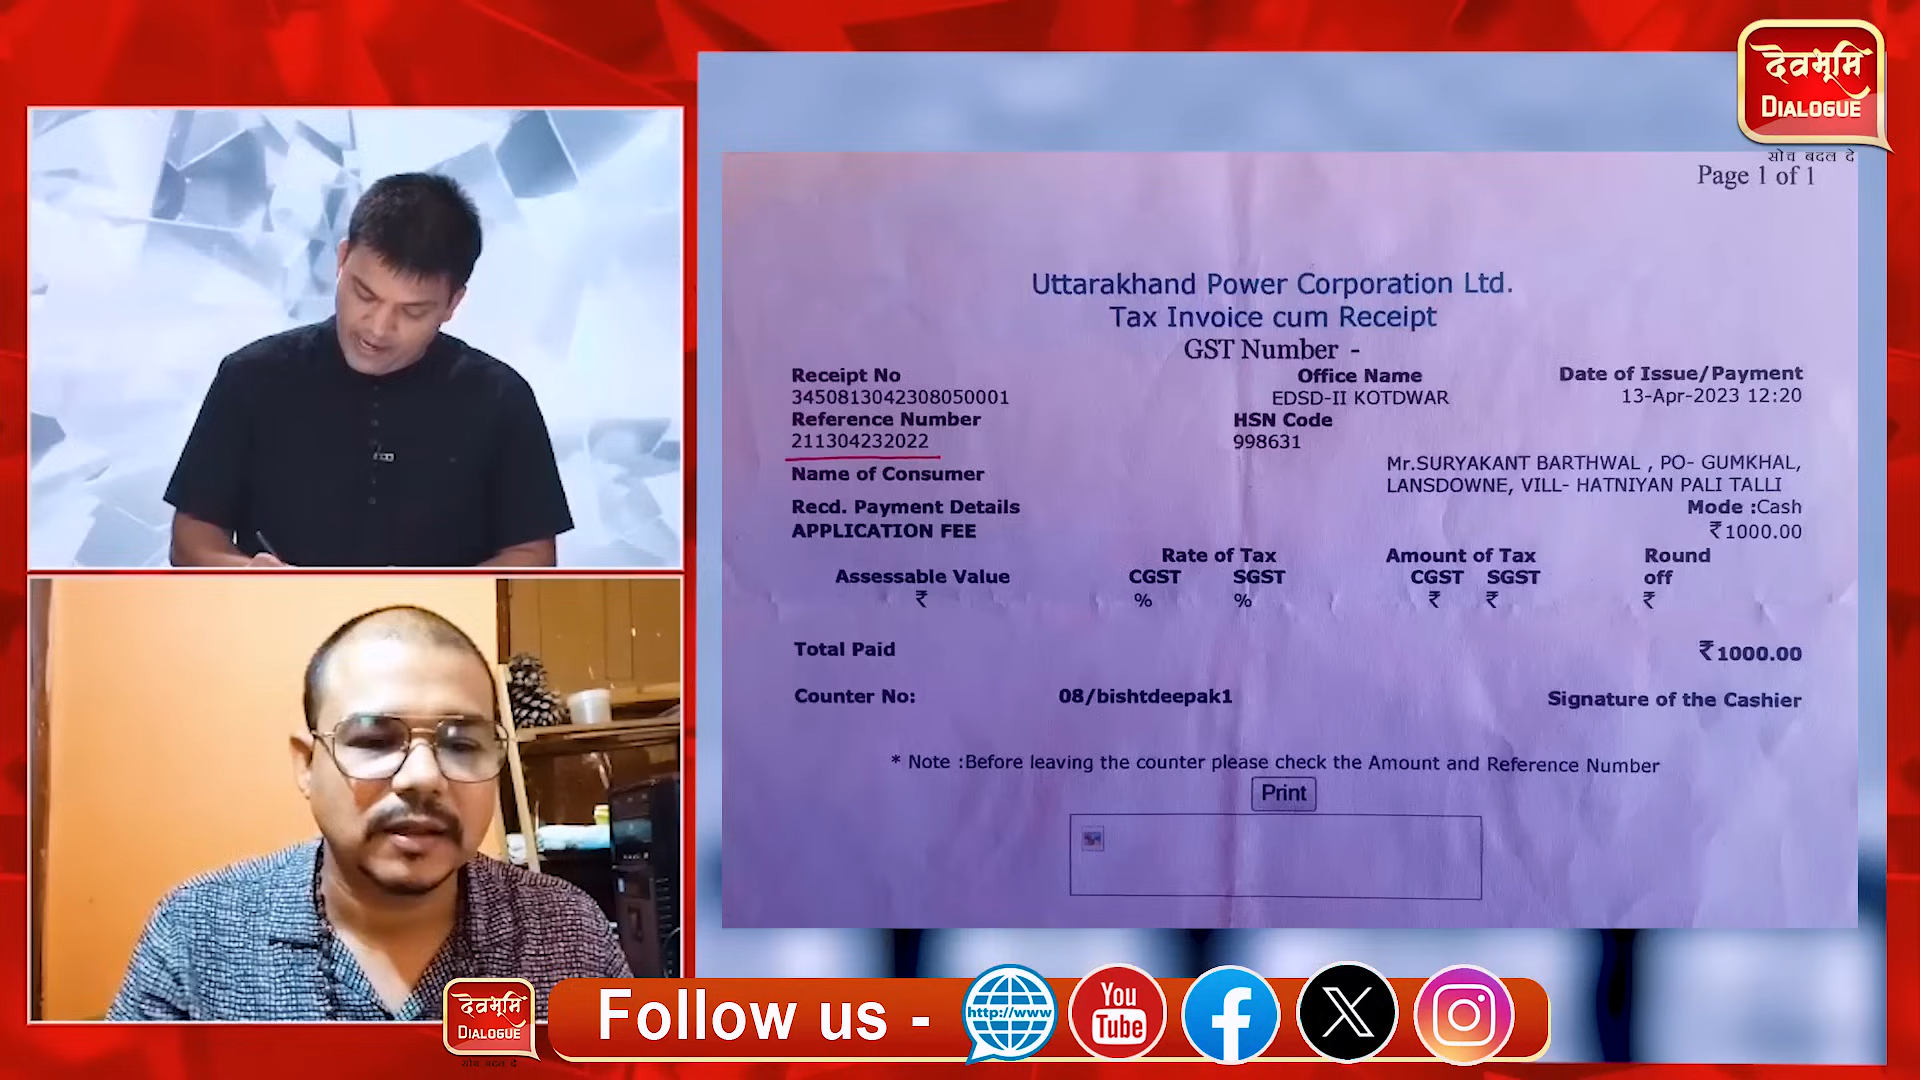 देवभूमि
DIALOGUE
सोच बदल दे
Page 1 of 1
Uttarakhand Power Corporation Ltd.
Tax Invoice cum Receipt
GST Number -
Receipt No Office Name Date of Issue/Payment
3450813042308050001 EDSD-II KOTDWAR 13-Apr-2023 12:20
Reference Number HSN Code
211304232022 998631
Name of Consumer Mr.SURYAKANT BARTHWAL , PO- GUMKHAL,
LANSDOWNE, VILL- HATNIYAN PALI TALLI
Recd. Payment Details Mode :Cash
APPLICATION FEE ₹1000.00
Rate of Tax Amount of Tax Round
Assessable Value CGST SGST CGST SGST off
₹ % % ₹ ₹ ₹
Total Paid ₹1000.00
Counter No: 08/bishtdeepak1 Signature of the Cashier
* Note :Before leaving the counter please check the Amount and Reference Number
Print
देवभूमि
DIALOGUE
सोच बदल दे
Follow us -
http://www
You
Tube